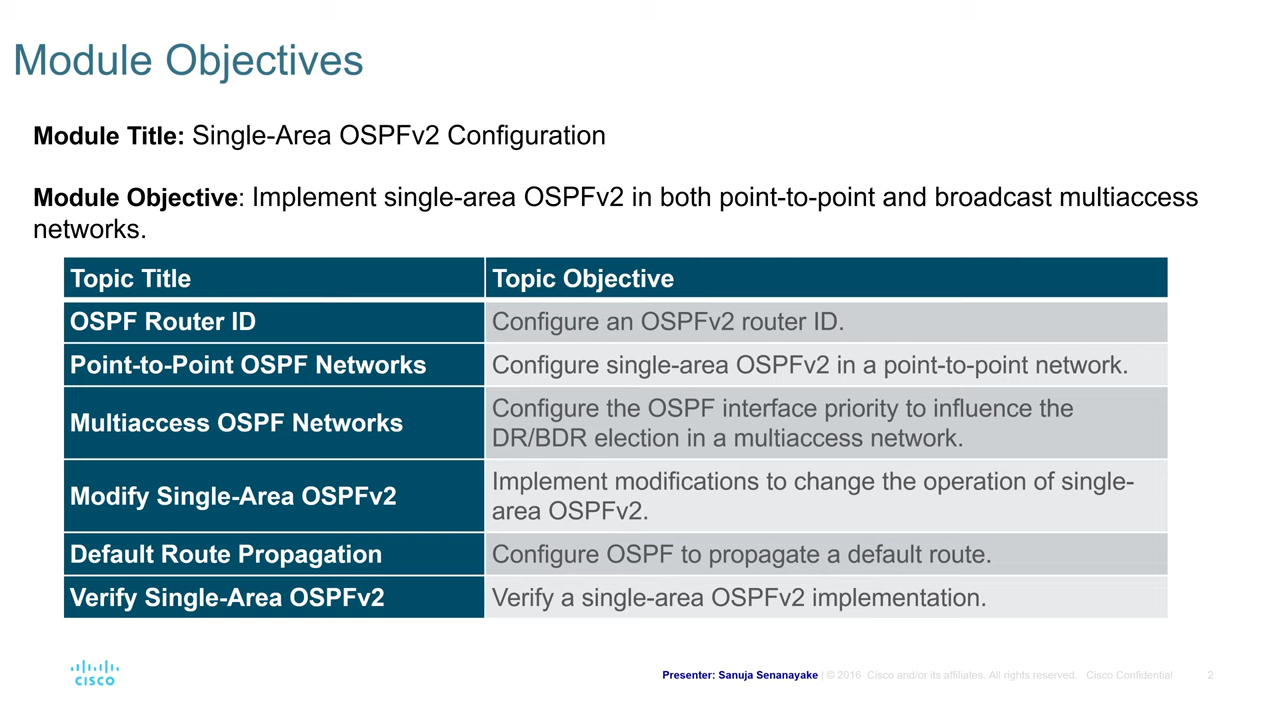 Module Objectives
Module Title: Single-Area OSPFv2 Configuration
Module Objective: Implement single-area OSPFv2 in both point-to-point and broadcast multiaccess
networks.
Topic Title Topic Objective
OSPF Router ID Configure an OSPFv2 router ID.
Point-to-Point OSPF Networks Configure single-area OSPFv2 in a point-to-point network.
Multiaccess OSPF Networks Configure the OSPF interface priority to influence the
DR/BDR election in a multiaccess network.
Modify Single-Area OSPFv2 Implement modifications to change the operation of single-
area OSPFv2.
Default Route Propagation Configure OSPF to propagate a default route.
Verify Single-Area OSPFv2 Verify a single-area OSPFv2 implementation.
CISCO
Presenter: Sanuja Senanayake | © 2016 Cisco and/or its affiliates. All rights reserved. Cisco Confidential 2